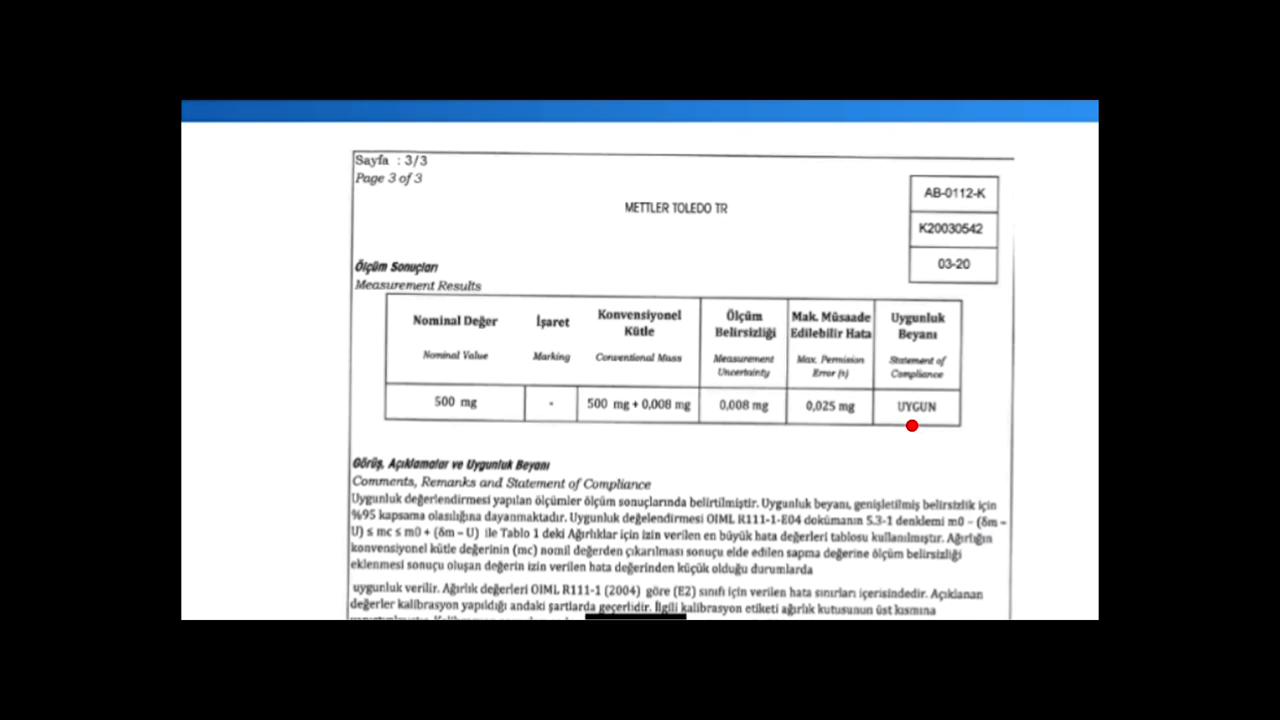 Sayfa : 3/3
Page 3 of 3
AB-0112-K
METTLER TOLEDO TR
K20030542
03-20
Ölçüm Sonuçları
Measurement Results
Nominal Değer İşaret Konvensiyonel Kütle Ölçüm Belirsizliği Mak. Müsaade Edilebilir Hata Uygunluk Beyanı
Nominal Value Marking Conventional Mass Measurement Uncertainty Max. Permision Error (±) Statement of Compliance
500 mg - 500 mg + 0,008 mg 0,008 mg 0,025 mg UYGUN
Görüş, Açıklamalar ve Uygunluk Beyanı
Comments, Remarks and Statement of Compliance
Uygunluk değerlendirmesi yapılan ölçümler ölçüm sonuçlarında belirtilmiştir. Uygunluk beyanı, genişletilmiş belirsizlik için
%95 kapsama olasılığına dayanmaktadır. Uygunluk değelendirmesi OIML R111-1-E04 dokümanın 5.3-1 denklemi m0 – (δm –
U) ≤ mc ≤ m0 + (δm – U) ile Tablo 1 deki Ağırlıklar için izin verilen en büyük hata değerleri tablosu kullanılmıştır. Ağırlığın
konvensiyonel kütle değerinin (mc) nomil değerden çıkarılması sonucu elde edilen sapma değerine ölçüm belirsizliği
eklenmesi sonucu oluşan değerin izin verilen hata değerinden küçük olduğu durumlarda
uygunluk verilir. Ağırlık değerleri OIML R111-1 (2004) göre (E2) sınıfı için verilen hata sınırları içerisindedir. Açıklanan
değerler kalibrasyon yapıldığı andaki şartlarda geçerlidir. İlgili kalibrasyon etiketi ağırlık kutusunun üst kısmına